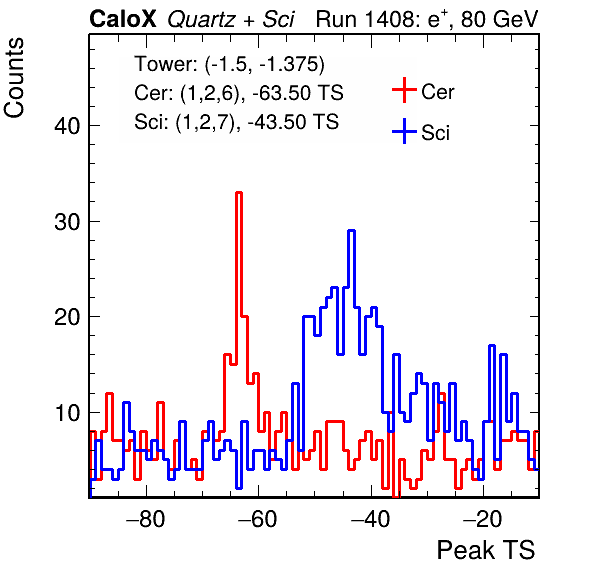 CaloX Quartz + Sci Run 1408: e+, 80 GeV
Counts
Tower: (-1.5, -1.375)
Cer: (1,2,6), -63.50 TS
Sci: (1,2,7), -43.50 TS
Cer
Sci
40
30
20
10
−80 −60 −40 −20
Peak TS